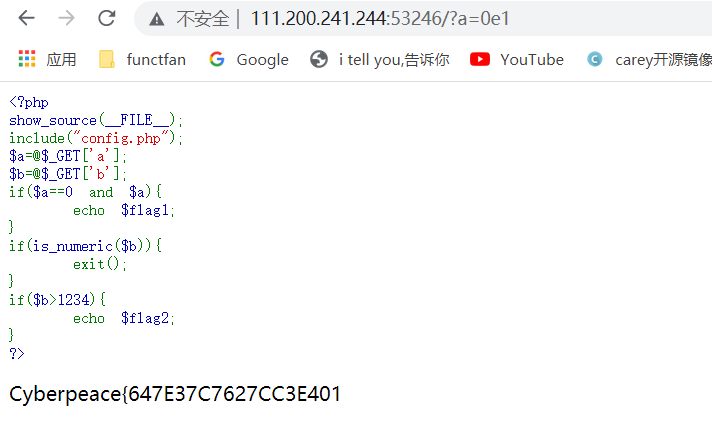 不安全 | 111.200.241.244:53246/?a=0e1
应用 functfan Google i tell you,告诉你 YouTube carey开源镜像
<?php
show_source(__FILE__);
include("config.php");
$a=@$_GET['a'];
$b=@$_GET['b'];
if($a==0 and $a){
echo $flag1;
}
if(is_numeric($b)){
exit();
}
if($b>1234){
echo $flag2;
}
?>
Cyberpeace{647E37C7627CC3E401